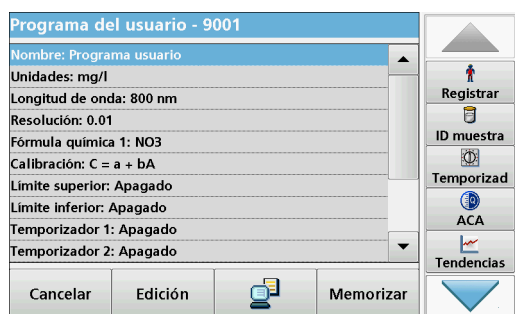 Programa del usuario - 9001
Nombre: Programa usuario
Unidades: mg/l
Longitud de onda: 800 nm
Resolución: 0.01
Fórmula química 1: NO3
Calibración: C = a + bA
Límite superior: Apagado
Límite inferior: Apagado
Temporizador 1: Apagado
Temporizador 2: Apagado
Cancelar
Edición
Memorizar
Registrar
ID muestra
Temporizad
ACA
Tendencias